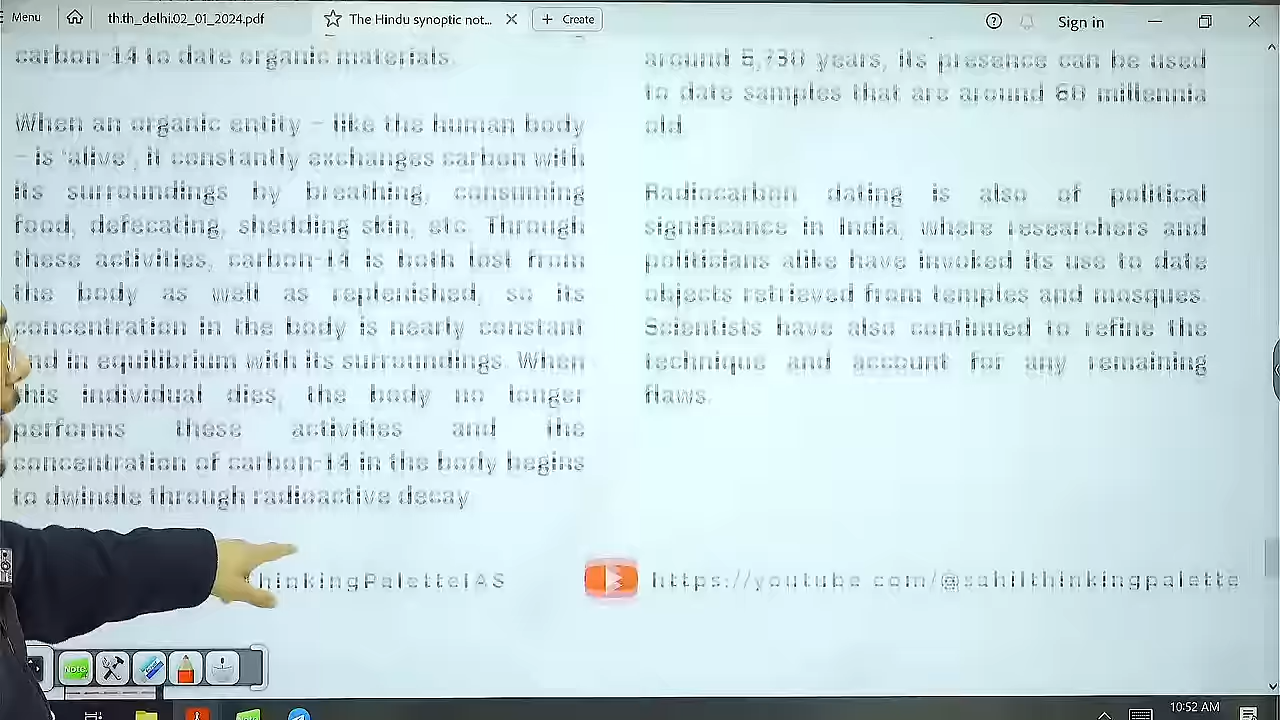 Menu
th.th_delhi.02_01_2024.pdf
The Hindu synoptic not...
Create
Sign in
carbon-14 to date organic materials.
When an organic entity – like the human body
– is 'alive', it constantly exchanges carbon with
its surroundings by breathing, consuming
food, defecating, shedding skin, etc. Through
these activities, carbon-14 is both lost from
the body as well as replenished, so its
concentration in the body is nearly constant
and in equilibrium with its surroundings. When
this individual dies, the body no longer
performs these activities and the
concentration of carbon-14 in the body begins
to dwindle through radioactive decay
around 5,730 years, its presence can be used
to date samples that are around 60 millennia
old.
Radiocarbon dating is also of political
significance in India, where researchers and
politicians alike have invoked its use to date
objects retrieved from temples and mosques.
Scientists have also continued to refine the
technique and account for any remaining
flaws.
hinkingPaletteIAS
https://youtube.com/@sahilthinkingpalette
NOTE
10:52 AM